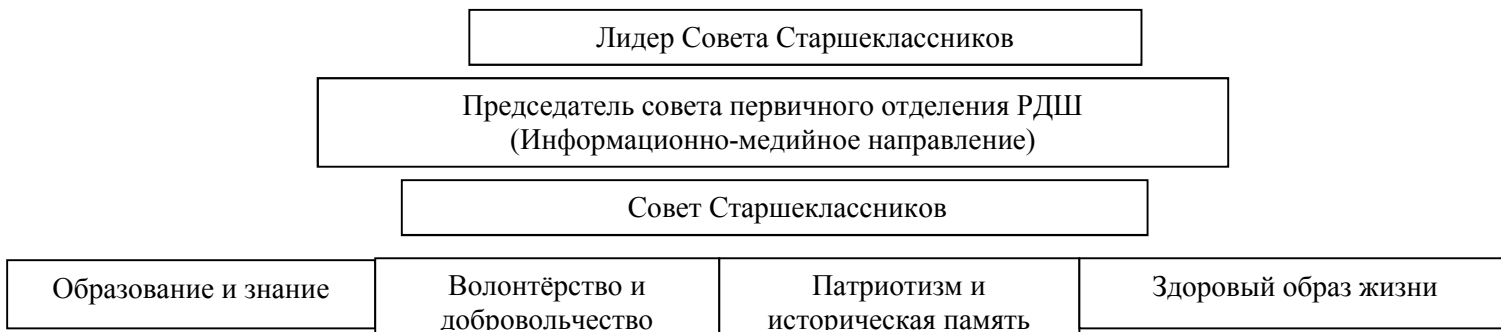 Лидер Совета Старшеклассников
Председатель совета первичного отделения РДШ
(Информационно-медийное направление)
Совет Старшеклассников
Образование и знание
Волонтёрство и
добровольчество
Патриотизм и
историческая память
Здоровый образ жизни